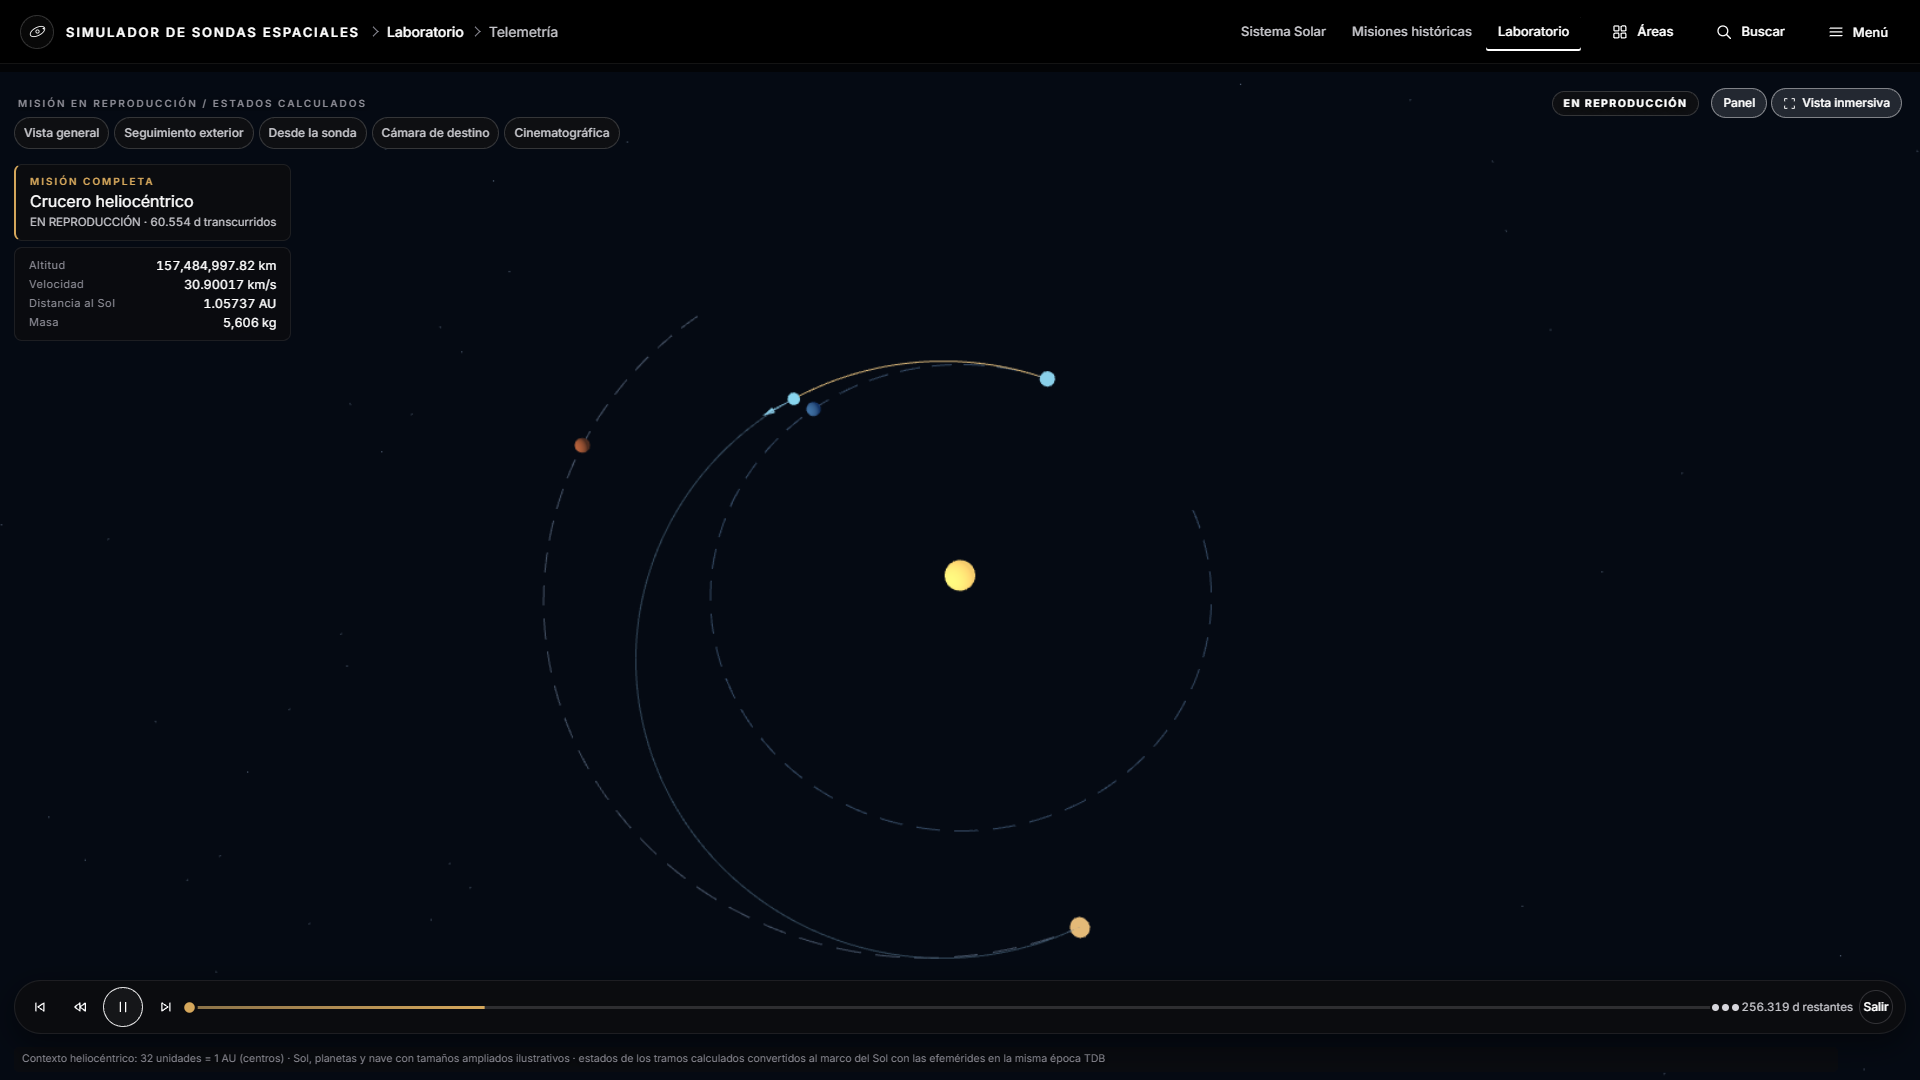 SIMULADOR DE SONDAS ESPACIALES > Laboratorio > Telemetría
Sistema Solar
Misiones históricas
Laboratorio
Áreas
Buscar
Menú
MISIÓN EN REPRODUCCIÓN / ESTADOS CALCULADOS
EN REPRODUCCIÓN
Panel
Vista inmersiva
Vista general
Seguimiento exterior
Desde la sonda
Cámara de destino
Cinematográfica
MISIÓN COMPLETA
Crucero heliocéntrico
EN REPRODUCCIÓN · 60.554 d transcurridos
Altitud 157,484,997.82 km
Velocidad 30.90017 km/s
Distancia al Sol 1.05737 AU
Masa 5,606 kg
256.319 d restantes
Salir
Contexto heliocéntrico: 32 unidades = 1 AU (centros) · Sol, planetas y nave con tamaños ampliados ilustrativos · estados de los tramos calculados convertidos al marco del Sol con las efemérides en la misma época TDB